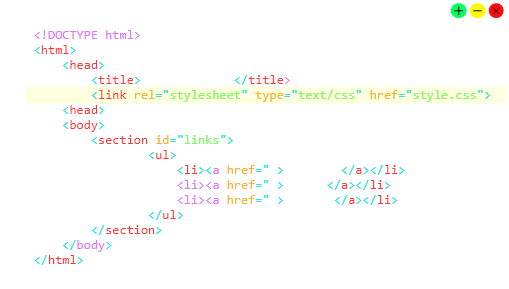 <!DOCTYPE html>
<html>
<head>
<title> </title>
<link rel="stylesheet" type="text/css" href="style.css">
<head>
<body>
<section id="links">
<ul>
<li><a href=" > </a></li>
<li><a href=" > </a></li>
<li><a href=" > </a></li>
</ul>
</section>
</body>
</html>